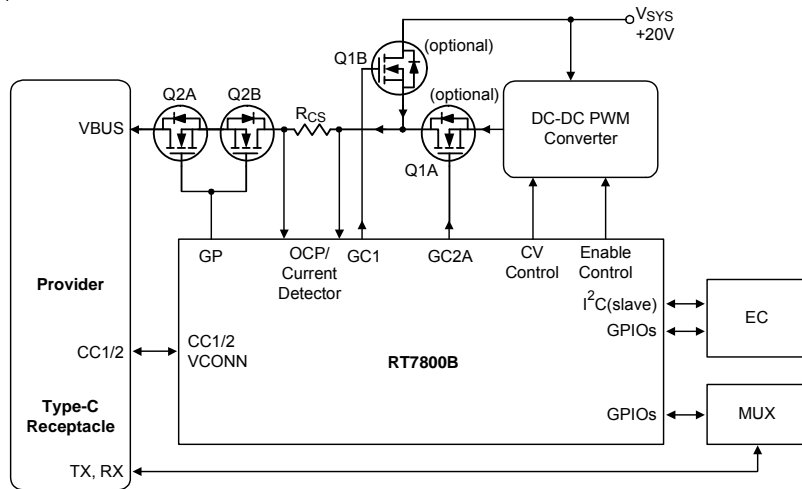 VSYS
+20V
(optional)
Q1B
Q2A
Q2B
RCS
(optional)
DC-DC PWM
Converter
VBUS
Q1A
GP
OCP/
Current
Detector
GC1
GC2A
CV
Control
Enable
Control
Provider
I2C(slave)
GPIOs
EC
CC1/2
CC1/2
VCONN
RT7800B
Type-C
Receptacle
GPIOs
MUX
TX, RX